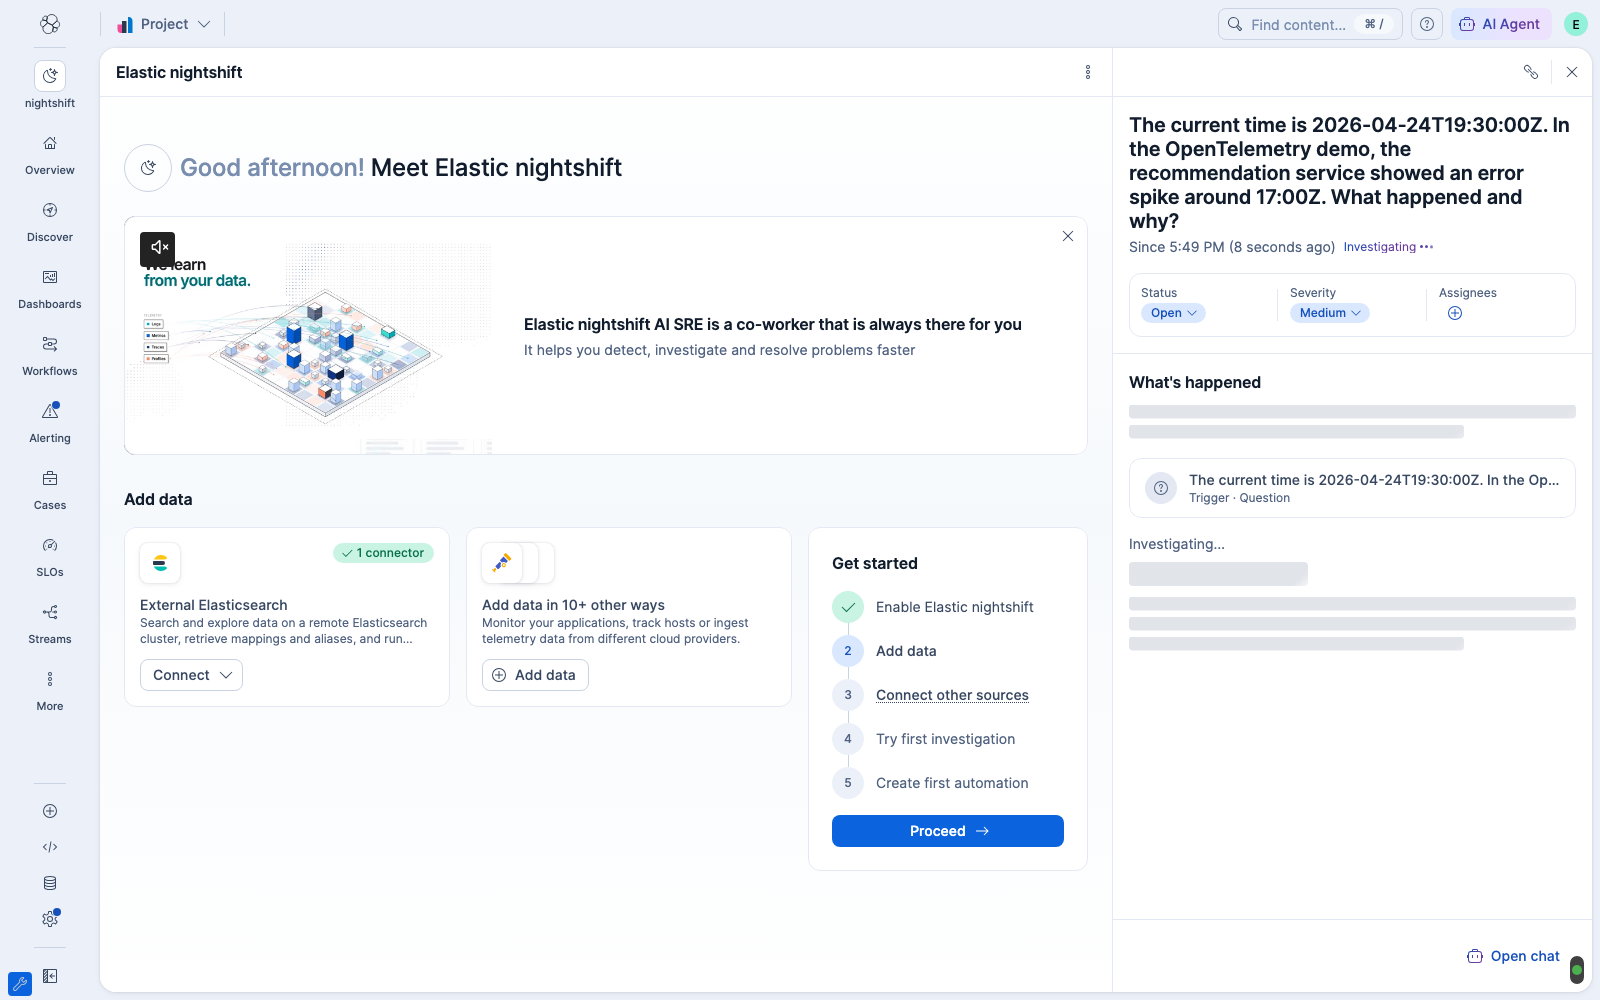 Project
Find content...
⌘ /
AI Agent
E
nightshift
Overview
Discover
Dashboards
Workflows
Alerting
Cases
SLOs
Streams
More
Elastic nightshift
Good afternoon! Meet Elastic nightshift
We learn
from your data.
Logs
Metrics
Traces
Profiles
Elastic nightshift AI SRE is a co-worker that is always there for you
It helps you detect, investigate and resolve problems faster
Add data
1 connector
External Elasticsearch
Search and explore data on a remote Elasticsearch
cluster, retrieve mappings and aliases, and run...
Connect
Add data in 10+ other ways
Monitor your applications, track hosts or ingest
telemetry data from different cloud providers.
Add data
Get started
Enable Elastic nightshift
2 Add data
3 Connect other sources
4 Try first investigation
5 Create first automation
Proceed
The current time is 2026-04-24T19:30:00Z. In
the OpenTelemetry demo, the
recommendation service showed an error
spike around 17:00Z. What happened and
why?
Since 5:49 PM (8 seconds ago) Investigating
Status
Open
Severity
Medium
Assignees
What's happened
The current time is 2026-04-24T19:30:00Z. In the Op...
Trigger · Question
Investigating...
Open chat